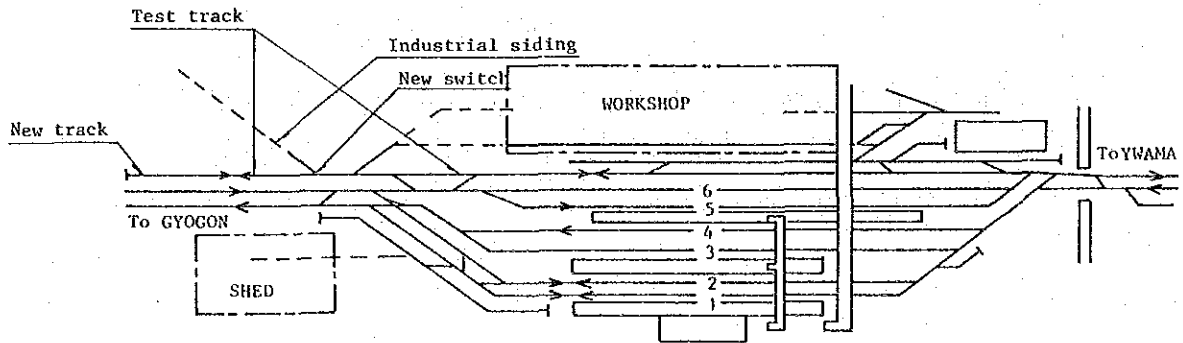 Test track
Industrial siding
New switch
WORKSHOP
New track
To YWAMA
6
5
To GYOGON
4
3
SHED
2
1